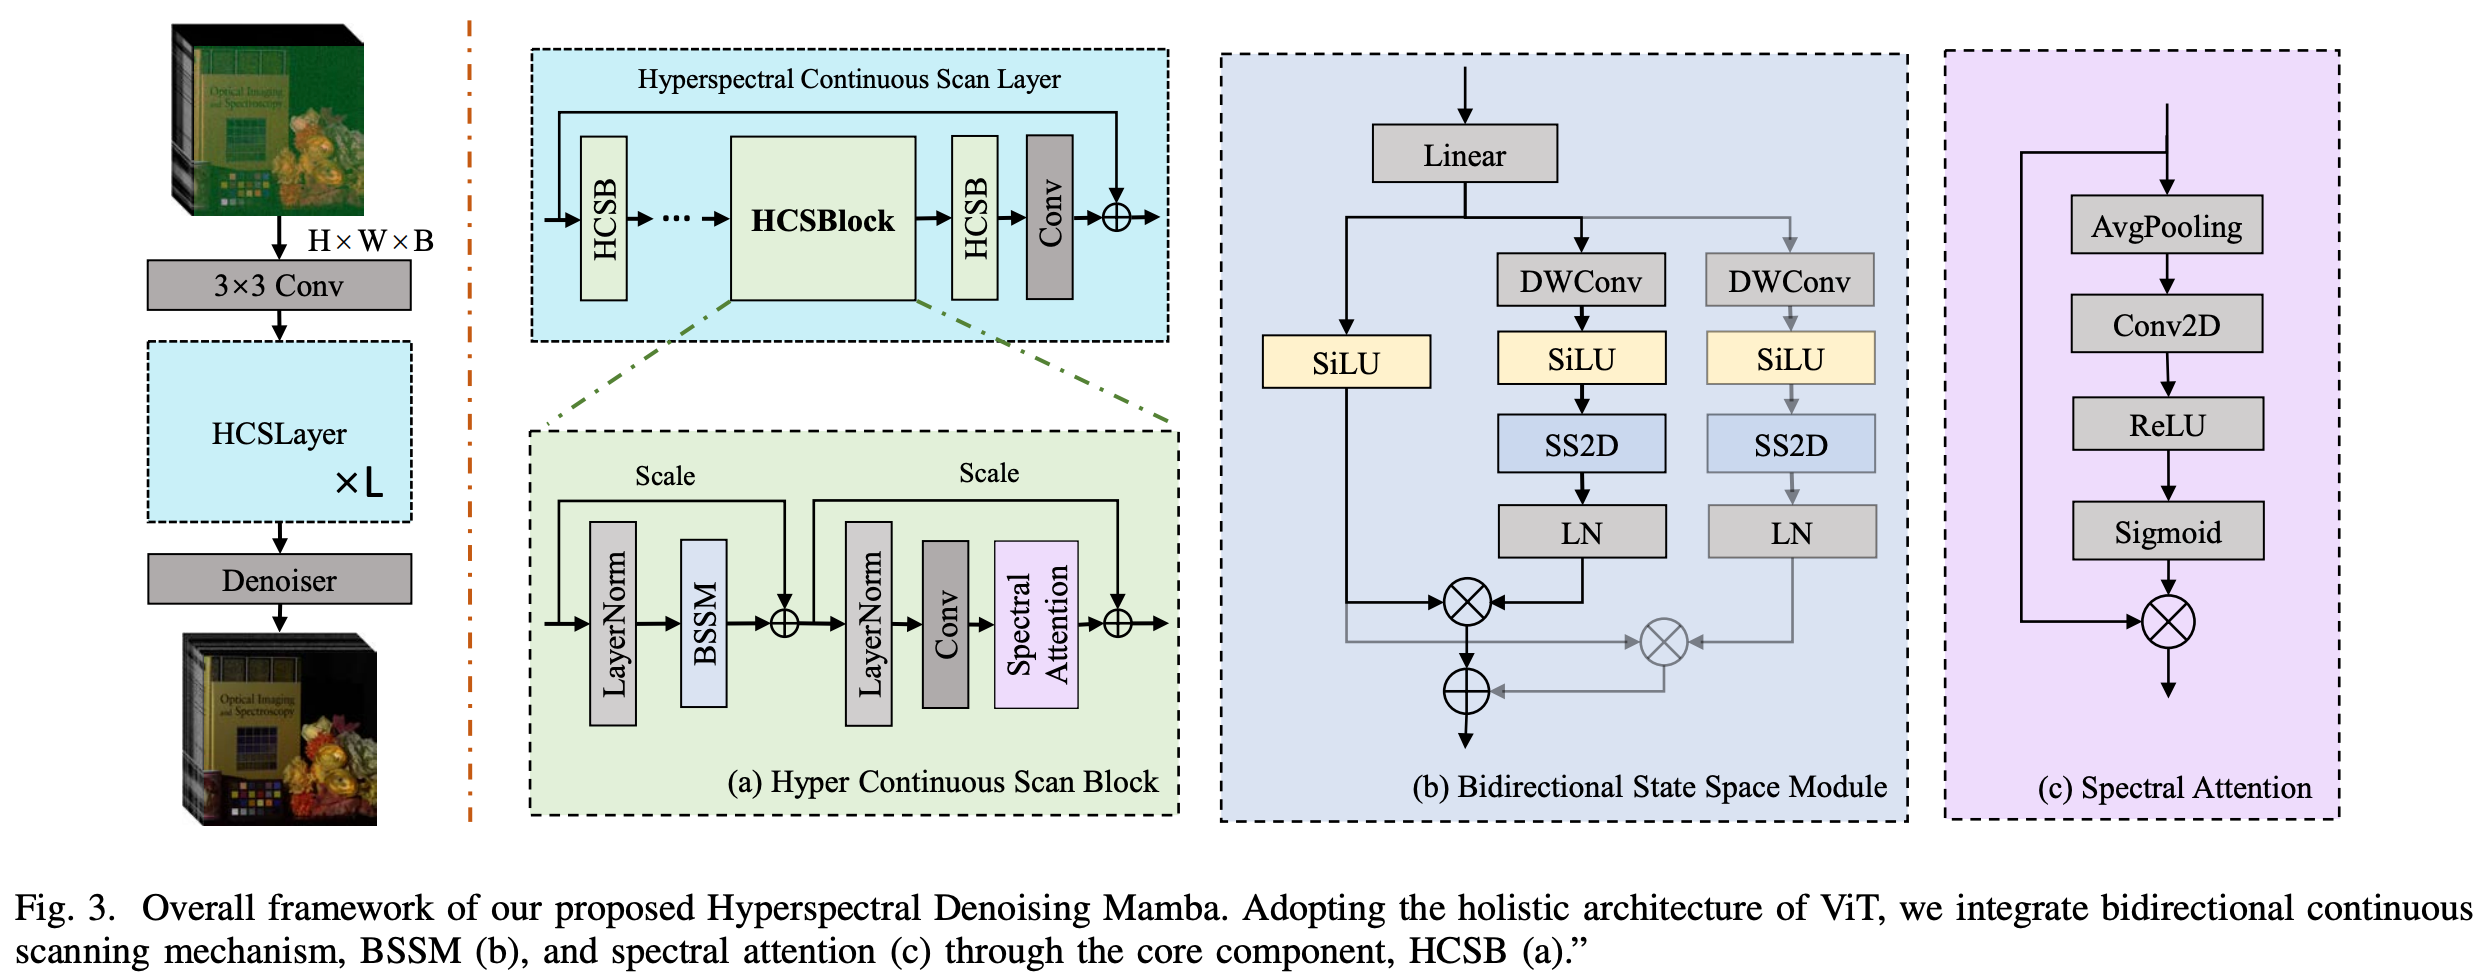 Optical Imaging
and Spectroscopy
H×W×B
3×3 Conv
HCSLayer
×L
Denoiser
Optical Imaging
and Spectroscopy
Hyperspectral Continuous Scan Layer
HCSB
...
HCSBlock
HCSB
Conv
Scale
Scale
LayerNorm
BSSM
LayerNorm
Conv
Spectral
Attention
(a) Hyper Continuous Scan Block
Linear
DWConv
DWConv
SiLU
SiLU
SiLU
SS2D
SS2D
LN
LN
(b) Bidirectional State Space Module
AvgPooling
Conv2D
ReLU
Sigmoid
(c) Spectral Attention
Fig. 3. Overall framework of our proposed Hyperspectral Denoising Mamba. Adopting the holistic architecture of ViT, we integrate bidirectional continuous
scanning mechanism, BSSM (b), and spectral attention (c) through the core component, HCSB (a).”